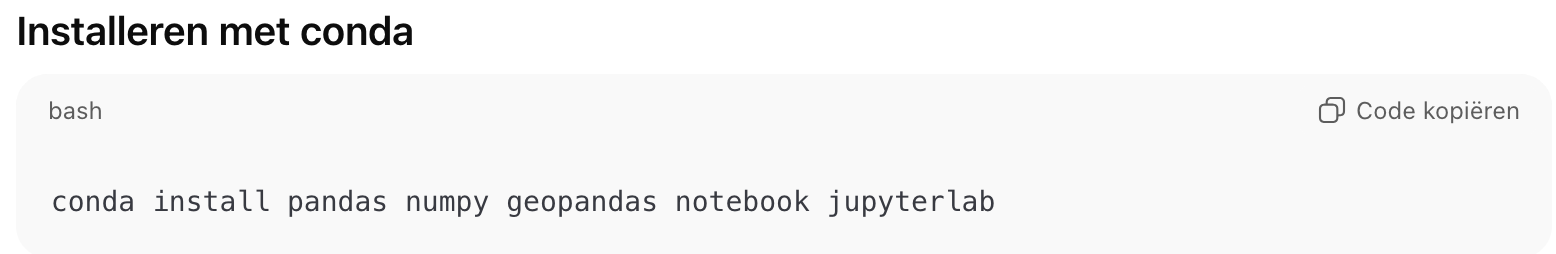 Installeren met conda
bash
Code kopiëren
conda install pandas numpy geopandas notebook jupyterlab